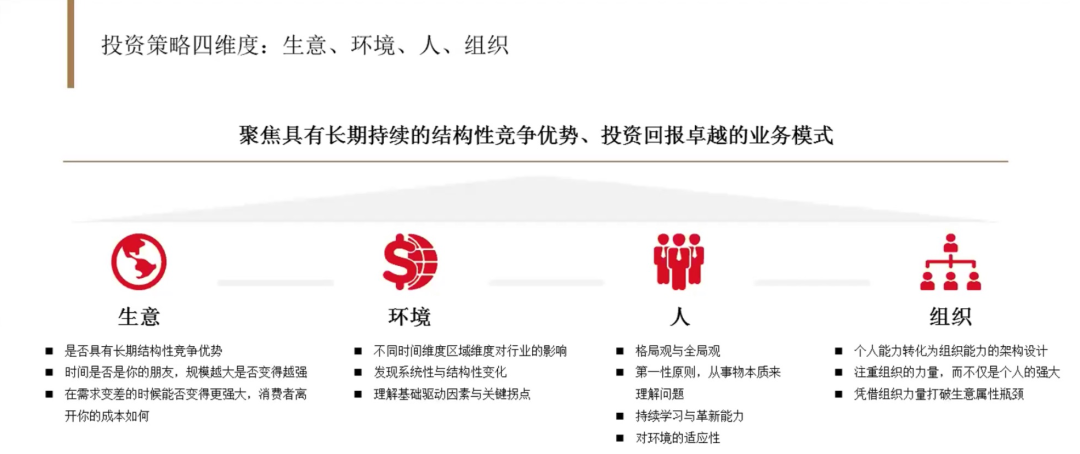 投资策略四维度：生意、环境、人、组织
聚焦具有长期持续的结构性竞争优势、投资回报卓越的业务模式
生意
■ 是否具有长期结构性竞争优势
■ 时间是否是你的朋友，规模越大是否变得越强
■ 在需求变差的时候能否变得更强大，消费者离
开你的成本如何
环境
■ 不同时间维度区域维度对行业的影响
■ 发现系统性与结构性变化
■ 理解基础驱动因素与关键拐点
人
■ 格局观与全局观
■ 第一性原则，从事物本质来
理解问题
■ 持续学习与革新能力
■ 对环境的适应性
组织
■ 个人能力转化为组织能力的架构设计
■ 注重组织的力量，而不仅是个人的强大
■ 凭借组织力量打破生意属性瓶颈